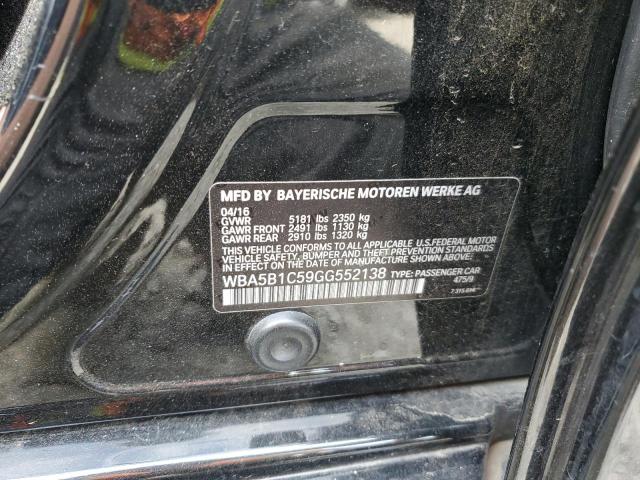 MFD BY BAYERISCHE MOTOREN WERKE AG
04/16
GVWR 5181 lbs 2350 kg
GAWR FRONT 2491 lbs 1130 kg
GAWR REAR 2910 lbs 1320 kg
THIS VEHICLE CONFORMS TO ALL APPLICABLE U.S.FEDERAL MOTOR
VEHICLE SAFETY, BUMPER AND THEFT PREVENTION STANDARDS
IN EFFECT ON THE DATE OF MANUFACTURE SHOWN ABOVE.
WBA5B1C59GG552138 TYPE: PASSENGER CAR
475/9